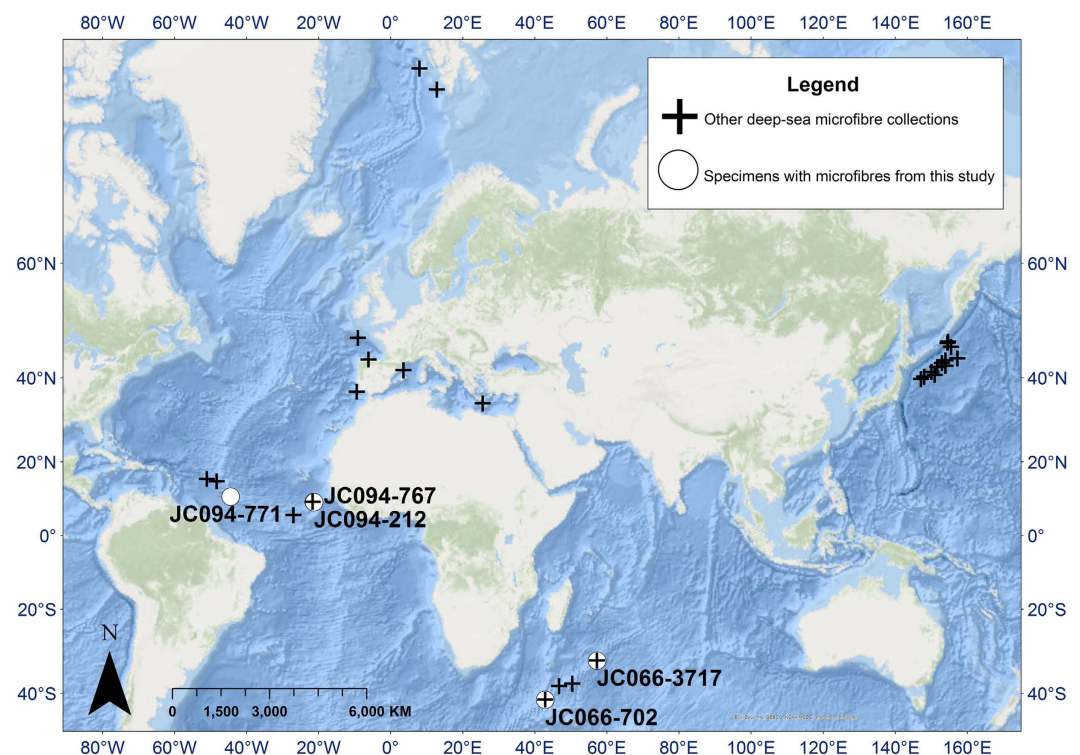 80°W 60°W 40°W 20°W 0° 20°E 40°E 60°E 80°E 100°E 120°E 140°E 160°E
Legend
Other deep-sea microfibre collections
Specimens with microfibres from this study
60°N 60°N
40°N 40°N
20°N 20°N
JC094-767
JC094-771
JC094-212
0° 0°
20°S 20°S
N
JC066-3717
40°S 40°S
0 1,500 3,000 6,000 KM
JC066-702
80°W 60°W 40°W 20°W 0° 20°E 40°E 60°E 80°E 100°E 120°E 140°E 160°E